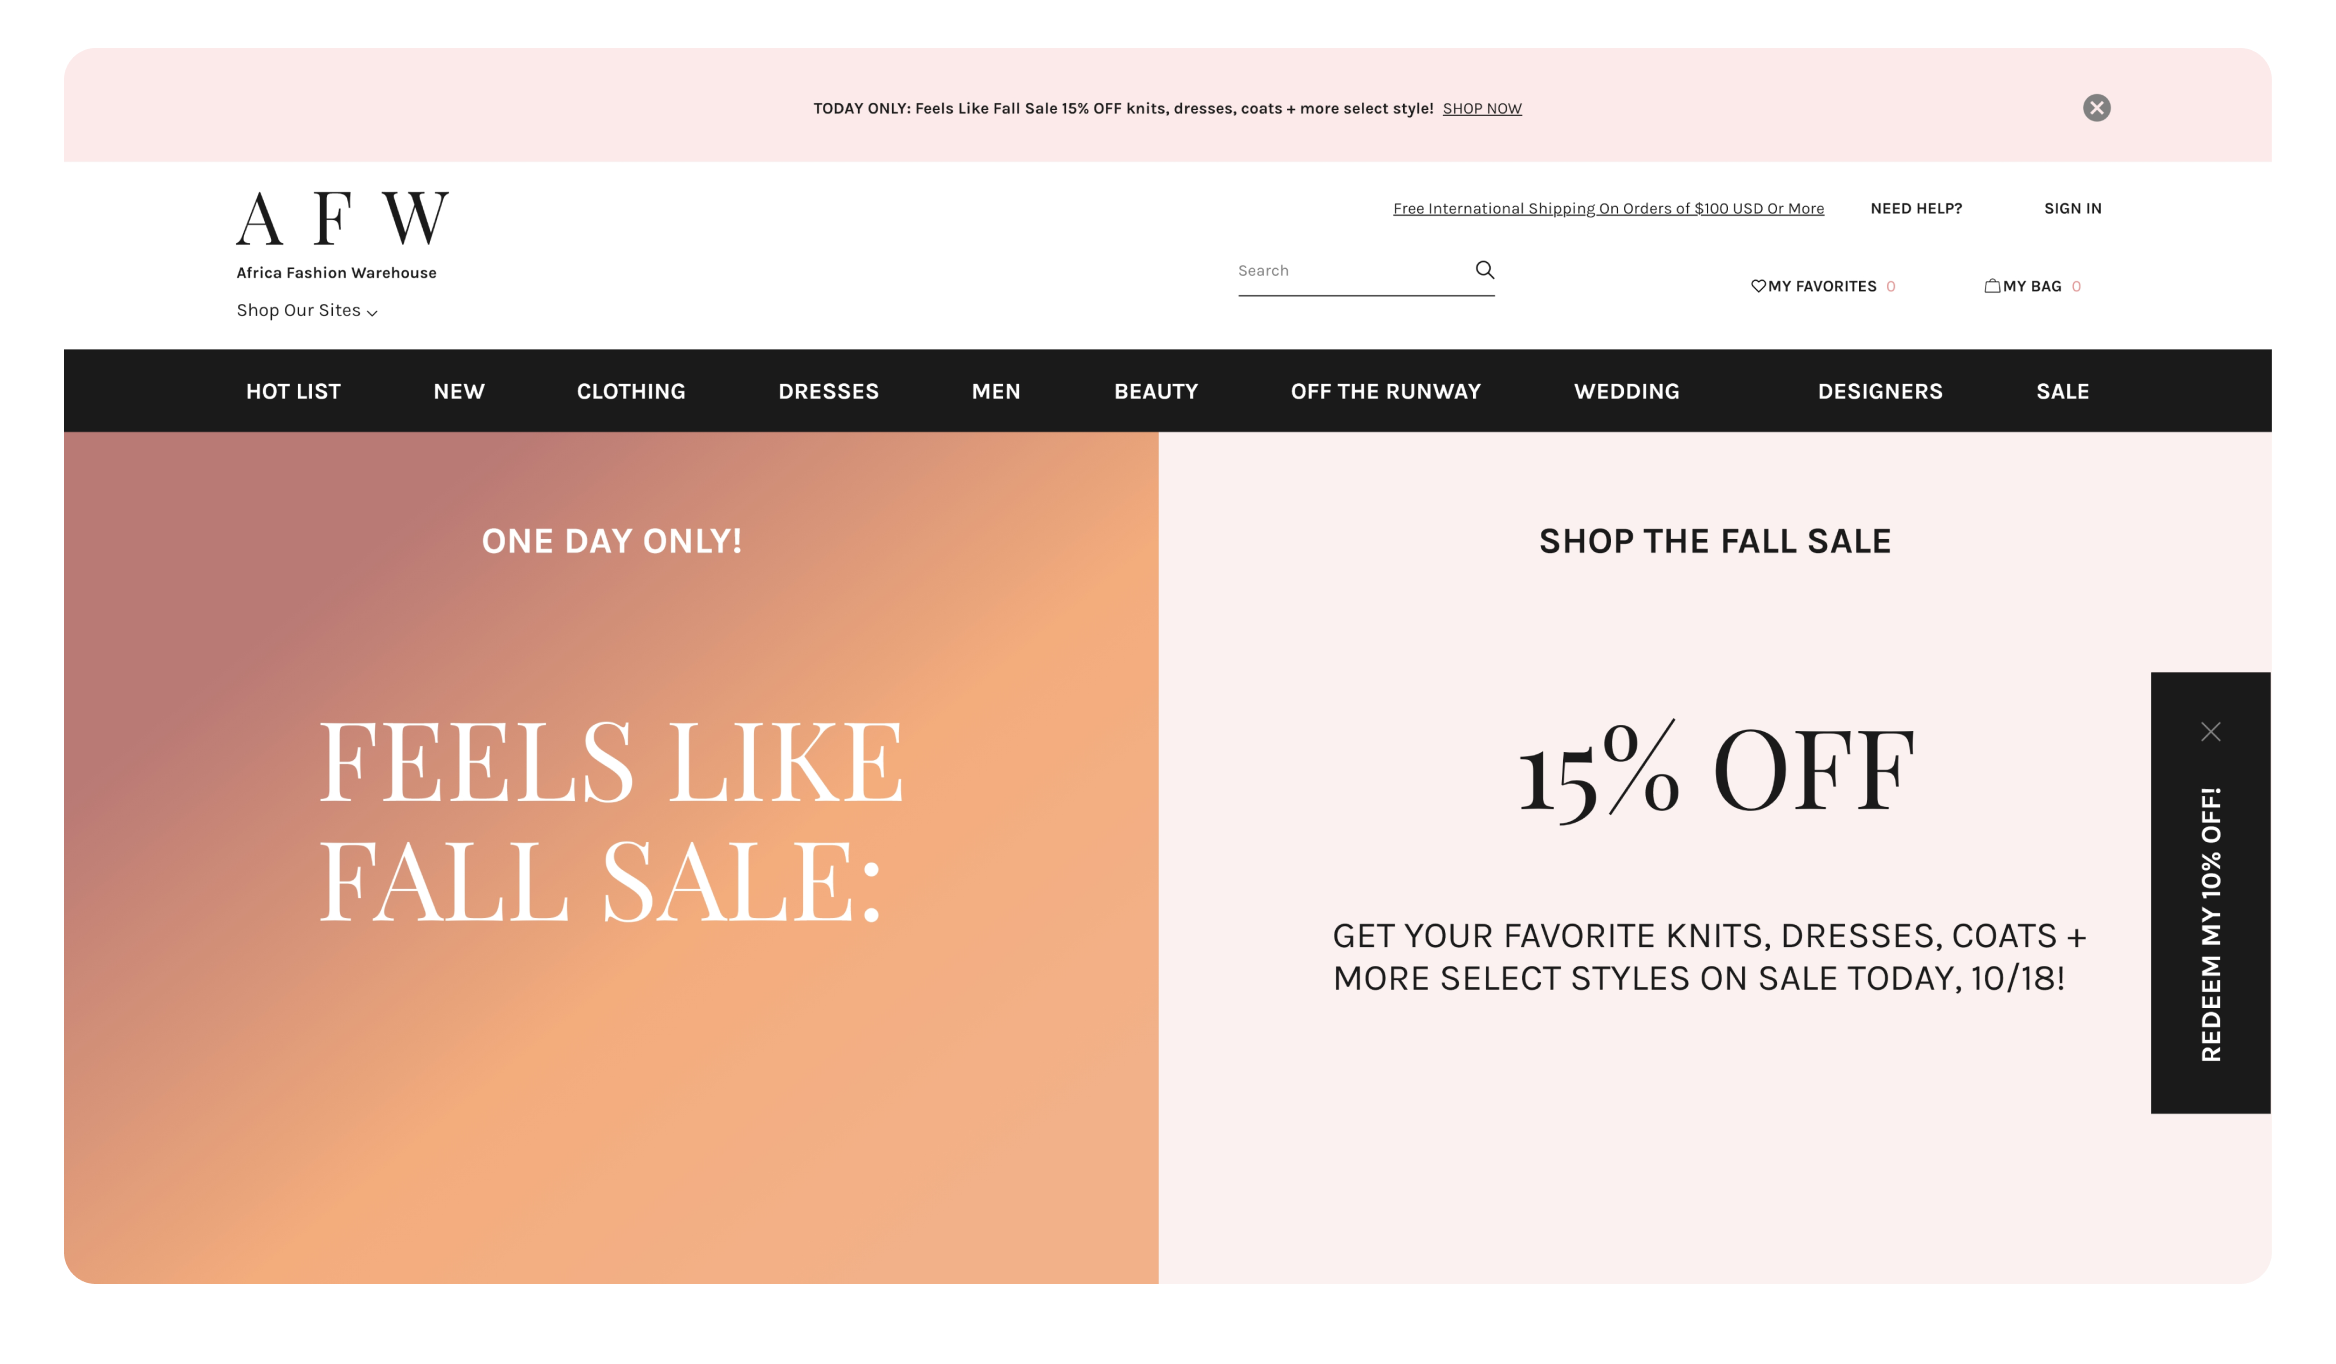 TODAY ONLY: Feels Like Fall Sale 15% OFF knits, dresses, coats + more select style! SHOP NOW
A F W
Africa Fashion Warehouse
Shop Our Sites
Free International Shipping On Orders of $100 USD Or More
NEED HELP?
SIGN IN
Search
MY FAVORITES 0
MY BAG 0
HOT LIST
NEW
CLOTHING
DRESSES
MEN
BEAUTY
OFF THE RUNWAY
WEDDING
DESIGNERS
SALE
ONE DAY ONLY!
FEELS LIKE
FALL SALE:
SHOP THE FALL SALE
15% OFF
GET YOUR FAVORITE KNITS, DRESSES, COATS +
MORE SELECT STYLES ON SALE TODAY, 10/18!
REDEEM MY 10% OFF!